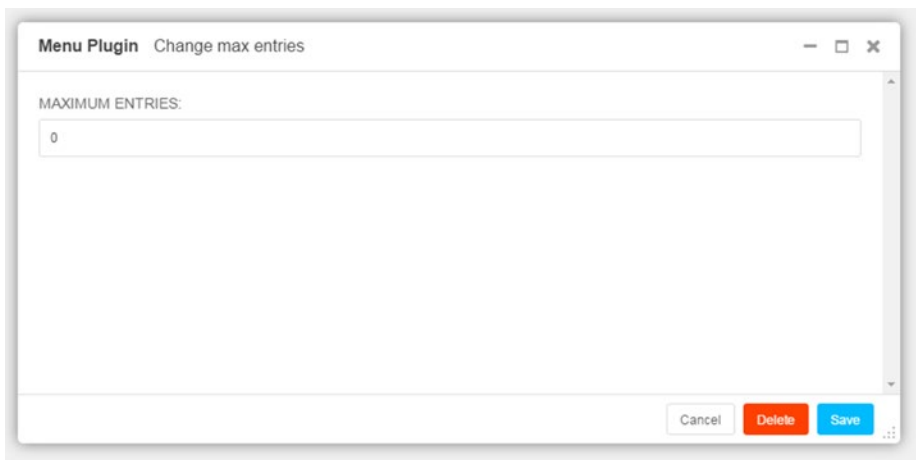 Menu Plugin Change max entries
MAXIMUM ENTRIES:
0
Cancel Delete Save